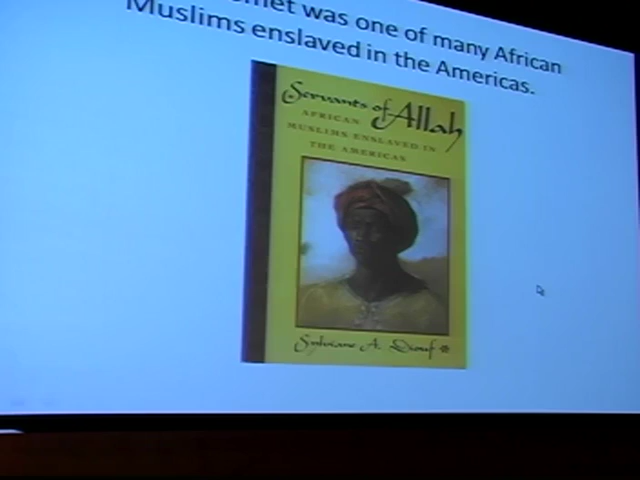 was one of many African
Muslims enslaved in the Americas.
Servants of
Allah
AFRICAN
MUSLIMS ENSLAVED IN
THE AMERICAS
Sylviane A. Diouf